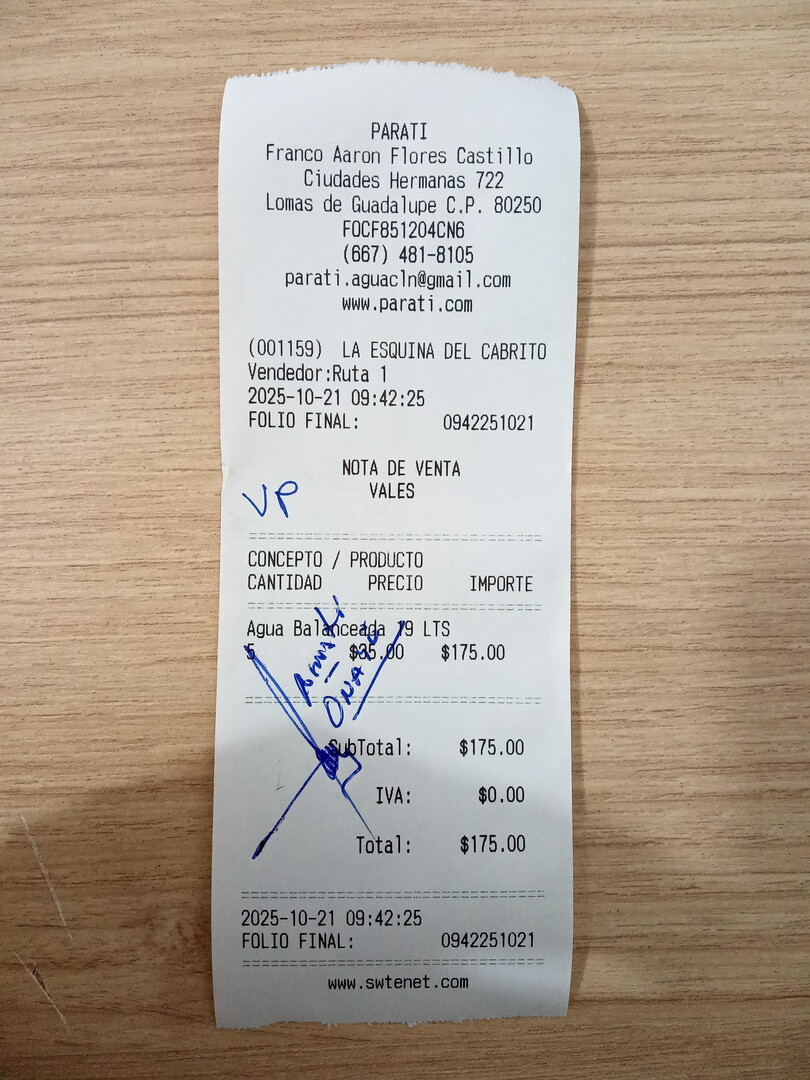 PARATI
Franco Aaron Flores Castillo
Ciudades Hermanas 722
Lomas de Guadalupe C.P. 80250
FOCF851204CN6
(667) 481-8105
parati.aguacln@gmail.com
www.parati.com
(001159) LA ESQUINA DEL CABRITO
Vendedor:Ruta 1
2025-10-21 09:42:25
FOLIO FINAL: 0942251021
NOTA DE VENTA
VALES
VP
CONCEPTO / PRODUCTO
CANTIDAD PRECIO IMPORTE
Agua Balanceada 19 LTS
5 $35.00 $175.00
SubTotal: $175.00
IVA: $0.00
Total: $175.00
2025-10-21 09:42:25
FOLIO FINAL: 0942251021
www.swtenet.com